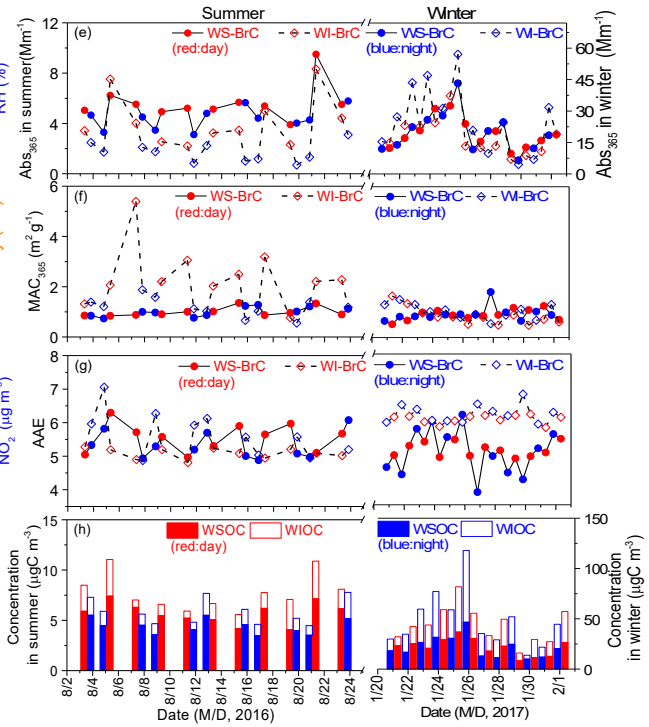 Summer Winter
(e) WS-BrC WI-BrC WS-BrC WI-BrC
(red:day) (blue:night)
RH (%)
Abs365 in summer(Mm-1)
12
8
4
0
Abs365 in winter (Mm-1)
60
45
30
15
0
(f) WS-BrC WI-BrC WS-BrC WI-BrC
(red:day) (blue:night)
MAC365 (m2 g-1)
6
4
2
0
(g) WS-BrC WI-BrC WS-BrC WI-BrC
(red:day) (blue:night)
NO2 (μg m-3)
AAE
8
7
6
5
4
(h) WSOC WIOC WSOC WIOC
(red:day) (blue:night)
Concentration
in summer (μgC m-3)
15
10
5
0
Concentration
in winter (μgC m-3)
150
100
50
0
8/2 8/4 8/6 8/8 8/10 8/12 8/14 8/16 8/18 8/20 8/22 8/24
1/20 1/22 1/24 1/26 1/28 1/30 2/1
Date (M/D, 2016) Date (M/D, 2017)